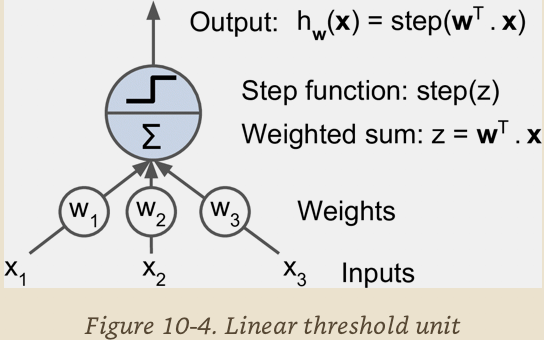 Output: h_w(x) = step(wᵀ . x)
Step function: step(z)
Σ
Weighted sum: z = wᵀ . x
w₁ w₂ w₃ Weights
x₁ x₂ x₃ Inputs
Figure 10-4. Linear threshold unit